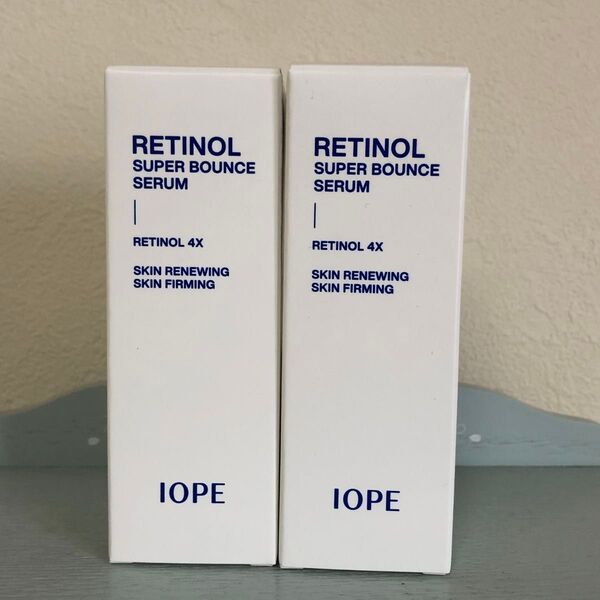 RETINOL
SUPER BOUNCE
SERUM
RETINOL 4X
SKIN RENEWING
SKIN FIRMING
IOPE
RETINOL
SUPER BOUNCE
SERUM
RETINOL 4X
SKIN RENEWING
SKIN FIRMING
IOPE